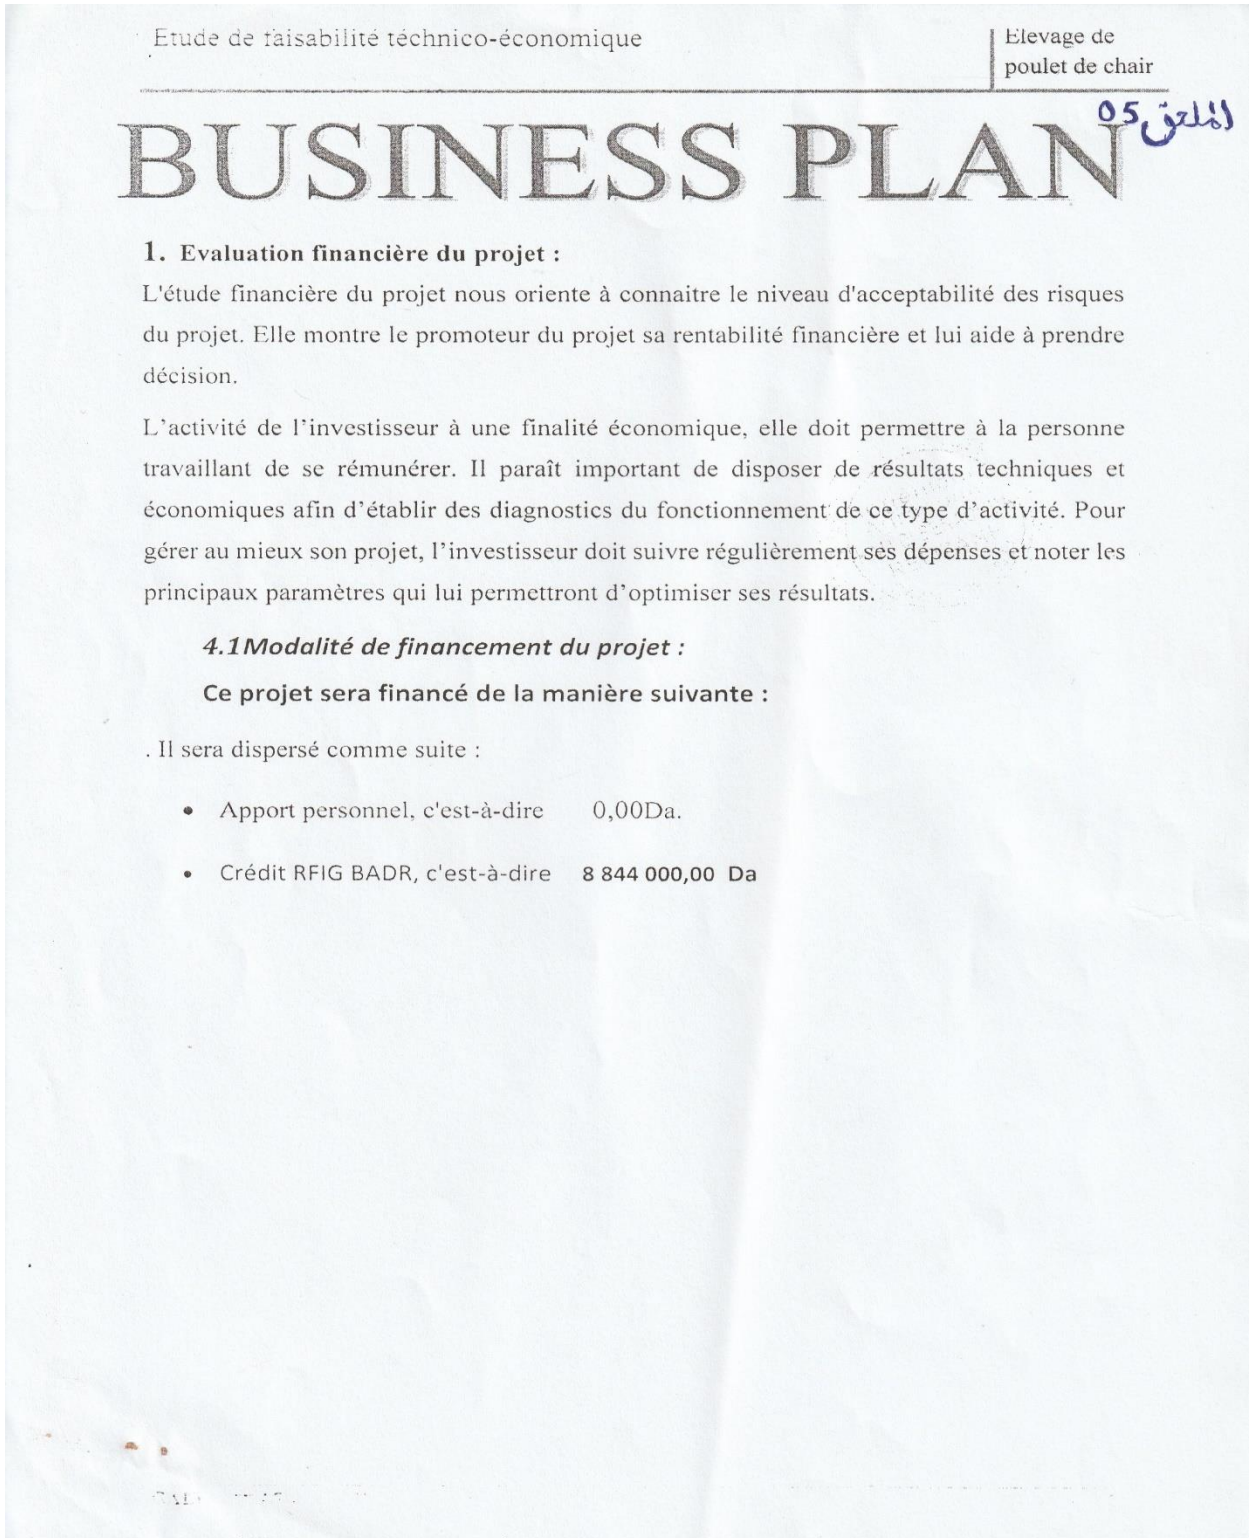 Etude de faisabilité téchnico-économique
Elevage de
poulet de chair
الملحق 05
BUSINESS PLAN
1. Evaluation financière du projet :
L'étude financière du projet nous oriente à connaitre le niveau d'acceptabilité des risques
du projet. Elle montre le promoteur du projet sa rentabilité financière et lui aide à prendre
décision.
L’activité de l’investisseur à une finalité économique, elle doit permettre à la personne
travaillant de se rémunérer. Il paraît important de disposer de résultats techniques et
économiques afin d’établir des diagnostics du fonctionnement de ce type d’activité. Pour
gérer au mieux son projet, l’investisseur doit suivre régulièrement ses dépenses et noter les
principaux paramètres qui lui permettront d’optimiser ses résultats.
4.1Modalité de financement du projet :
Ce projet sera financé de la manière suivante :
. Il sera dispersé comme suite :
• Apport personnel, c'est-à-dire 0,00Da.
• Crédit RFIG BADR, c'est-à-dire 8 844 000,00 Da